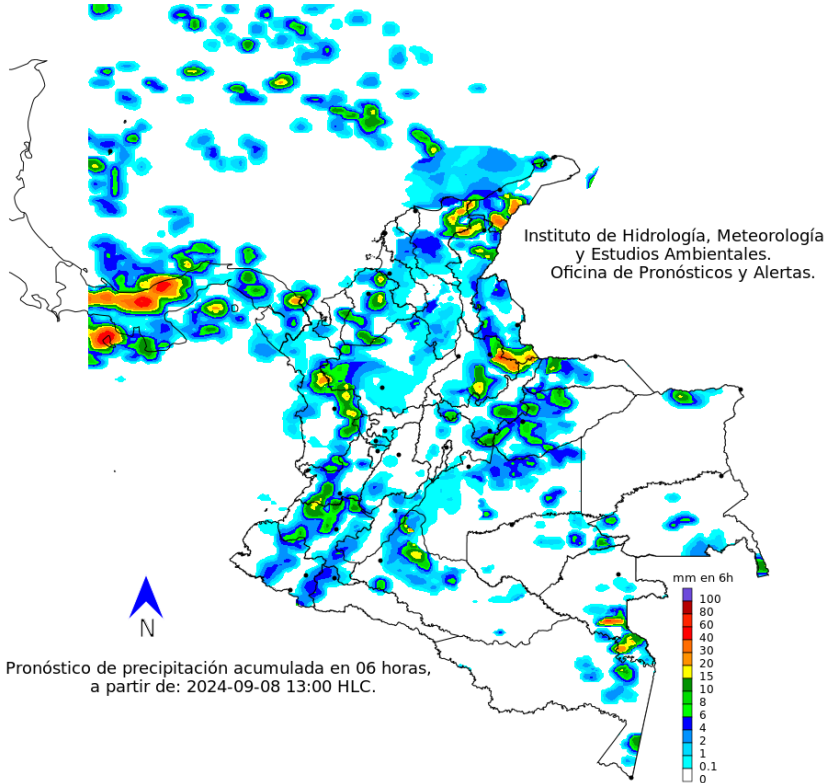 Instituto de Hidrología, Meteorología
y Estudios Ambientales.
Oficina de Pronósticos y Alertas.
mm en 6h
100
80
60
40
30
20
15
10
8
6
4
2
1
0.1
0
N
Pronóstico de precipitación acumulada en 06 horas,
a partir de: 2024-09-08 13:00 HLC.